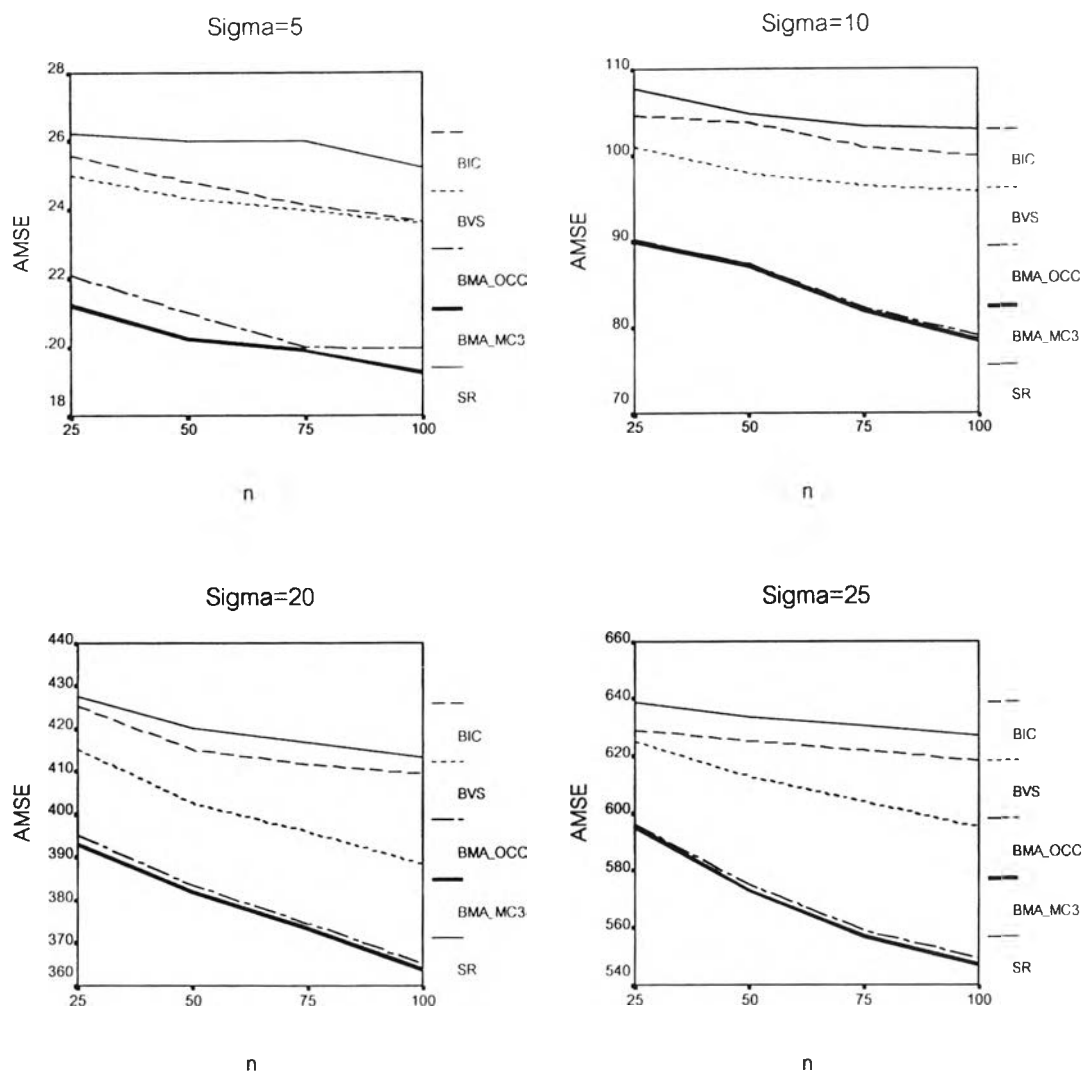 Sigma=5
AMSE
28
26
24
22
20
18
25
50
75
100
n
BIC
BVS
BMA_OCC
BMA_MC3
SR
Sigma=10
AMSE
110
100
90
80
70
25
50
75
100
n
BIC
BVS
BMA_OCC
BMA_MC3
SR
Sigma=20
AMSE
440
430
420
410
400
390
380
370
360
25
50
75
100
n
BIC
BVS
BMA_OCC
BMA_MC3
SR
Sigma=25
AMSE
660
640
620
600
580
560
540
25
50
75
100
n
BIC
BVS
BMA_OCC
BMA_MC3
SR